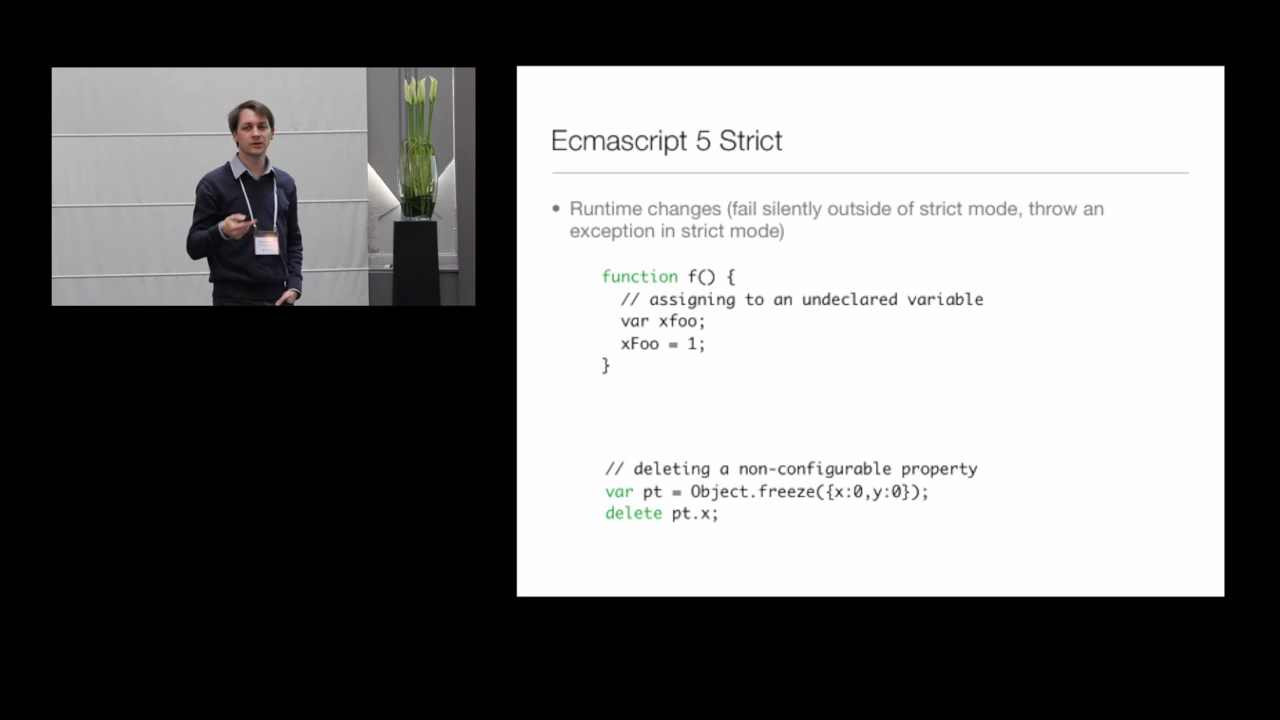 Ecmascript 5 Strict
• Runtime changes (fail silently outside of strict mode, throw an
exception in strict mode)
function f() {
// assigning to an undeclared variable
var xfoo;
xFoo = 1;
}
// deleting a non-configurable property
var pt = Object.freeze({x:0,y:0});
delete pt.x;